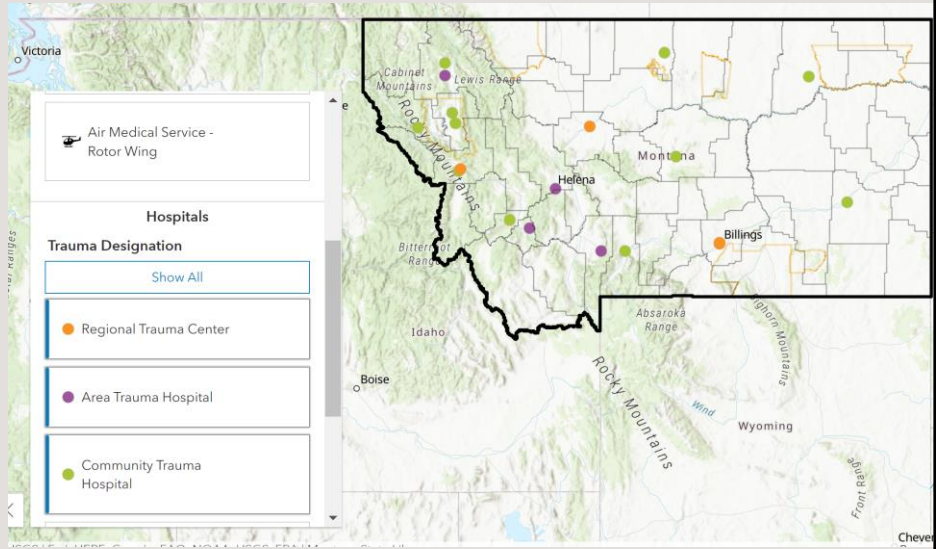 Victoria
Cabinet
Mountains
Lewis Range
Rocky Mountains
Air Medical Service -
Rotor Wing
Hospitals
Trauma Designation
Show All
Regional Trauma Center
Area Trauma Hospital
Community Trauma
Hospital
Montana
Helena
Billings
Bitterroot
Range
Idaho
Boise
Absaroka
Range
Bighorn Mountains
Rocky Mountains
Wind
Wyoming
Front Range
Cheyer
Ranges